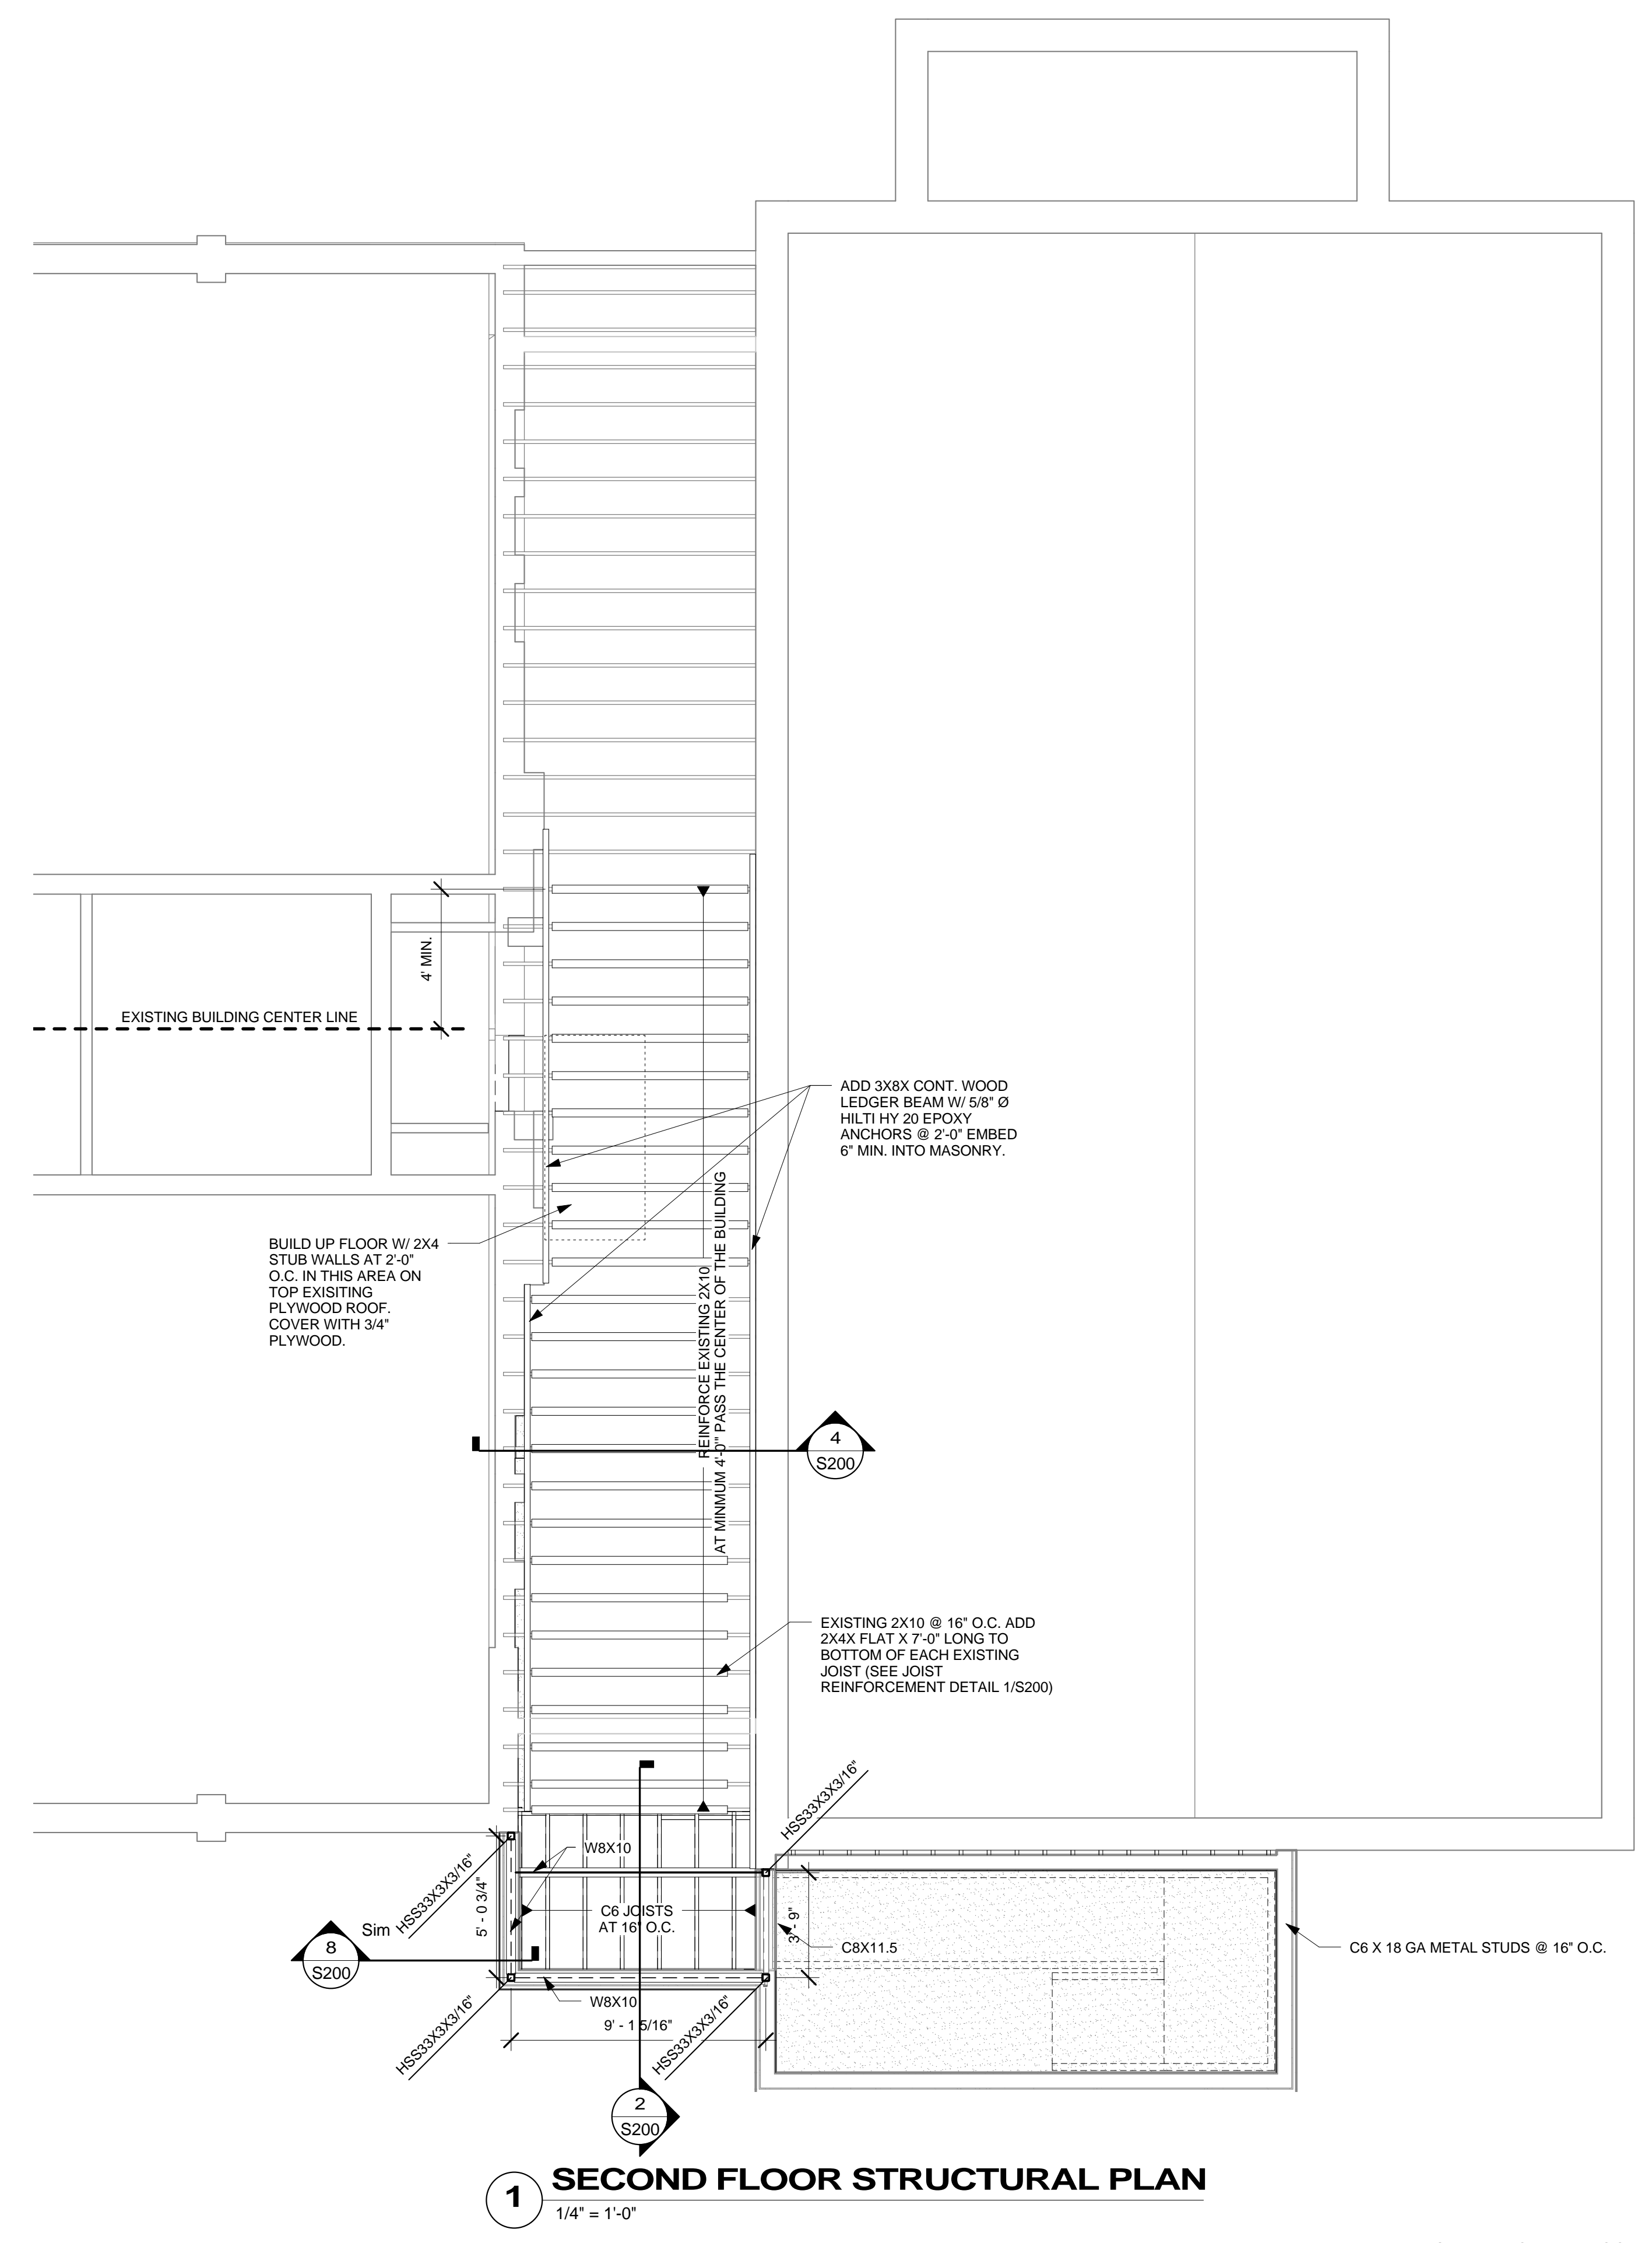 4' MIN.
EXISTING BUILDING CENTER LINE
ADD 3X8X CONT. WOOD
LEDGER BEAM W/ 5/8" Ø
HILTI HY 20 EPOXY
ANCHORS @ 2'-0" EMBED
6" MIN. INTO MASONRY.
BUILD UP FLOOR W/ 2X4
STUB WALLS AT 2'-0"
O.C. IN THIS AREA ON
TOP EXISITING
PLYWOOD ROOF.
COVER WITH 3/4"
PLYWOOD.
REINFORCE EXISTING 2X10
AT MINMUM 4'-0" PASS THE CENTER OF THE BUILDING
4
S200
EXISTING 2X10 @ 16" O.C. ADD
2X4X FLAT X 7'-0" LONG TO
BOTTOM OF EACH EXISTING
JOIST (SEE JOIST
REINFORCEMENT DETAIL 1/S200)
HSS33X3X3/16"
W8X10
HSS33X3X3/16"
5' - 0 3/4"
C6 JOISTS
AT 16" O.C.
3' - 9"
Sim
8
S200
C8X11.5
C6 X 18 GA METAL STUDS @ 16" O.C.
W8X10
9' - 1 5/16"
HSS33X3X3/16"
HSS33X3X3/16"
2
S200
1
SECOND FLOOR STRUCTURAL PLAN
1/4" = 1'-0"